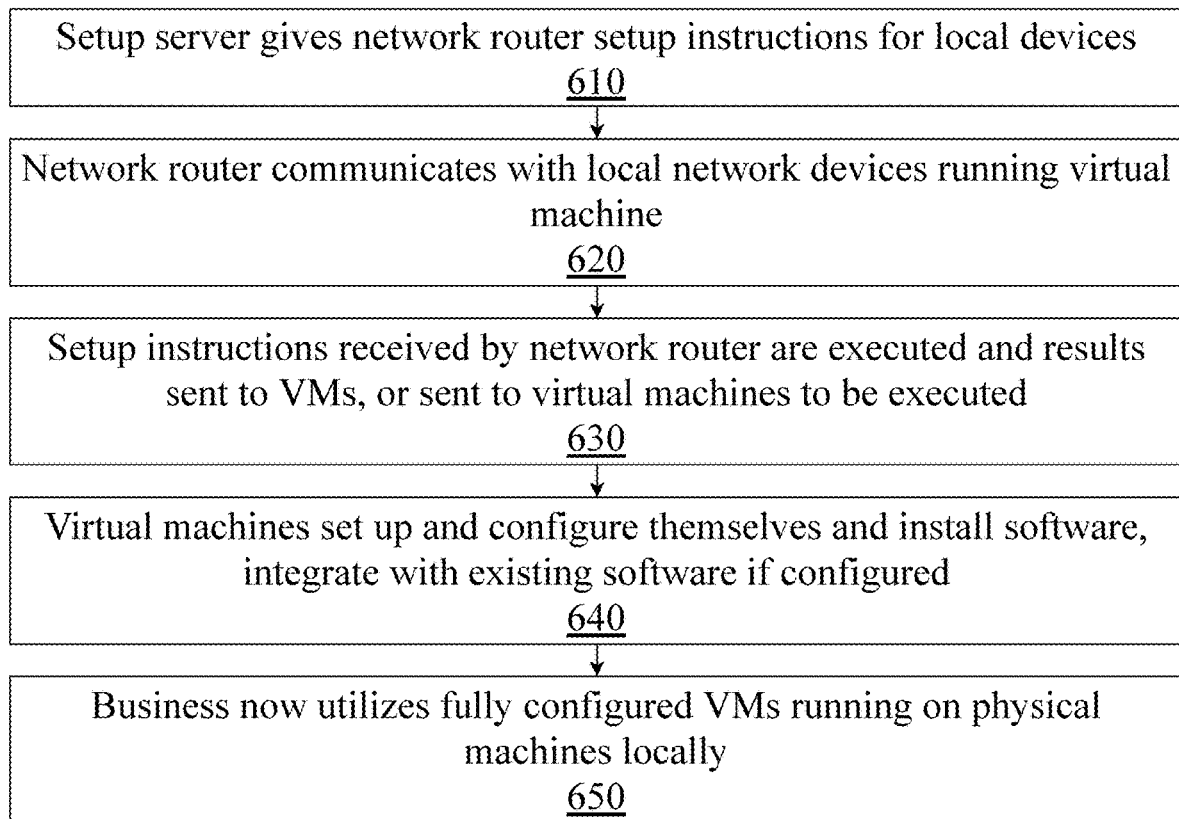 Setup server gives network router setup instructions for local devices
610
Network router communicates with local network devices running virtual
machine
620
Setup instructions received by network router are executed and results
sent to VMs, or sent to virtual machines to be executed
630
Virtual machines set up and configure themselves and install software,
integrate with existing software if configured
640
Business now utilizes fully configured VMs running on physical
machines locally
650